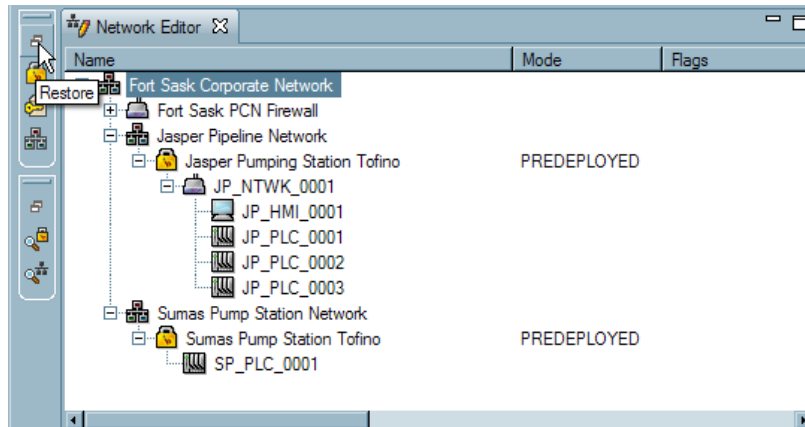 Network Editor
Name Mode Flags
Fort Sask Corporate Network
Restore
Fort Sask PCN Firewall
Jasper Pipeline Network
Jasper Pumping Station Tofino PREDEPLOYED
JP_NTWK_0001
JP_HMI_0001
JP_PLC_0001
JP_PLC_0002
JP_PLC_0003
Sumas Pump Station Network
Sumas Pump Station Tofino PREDEPLOYED
SP_PLC_0001